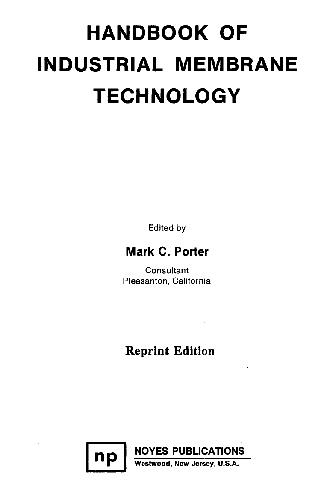 HANDBOOK OF
INDUSTRIAL MEMBRANE
TECHNOLOGY
Edited by
Mark C. Porter
Consultant
Pleasanton, California
Reprint Edition
np
NOYES PUBLICATIONS
Westwood, New Jersey, U.S.A.